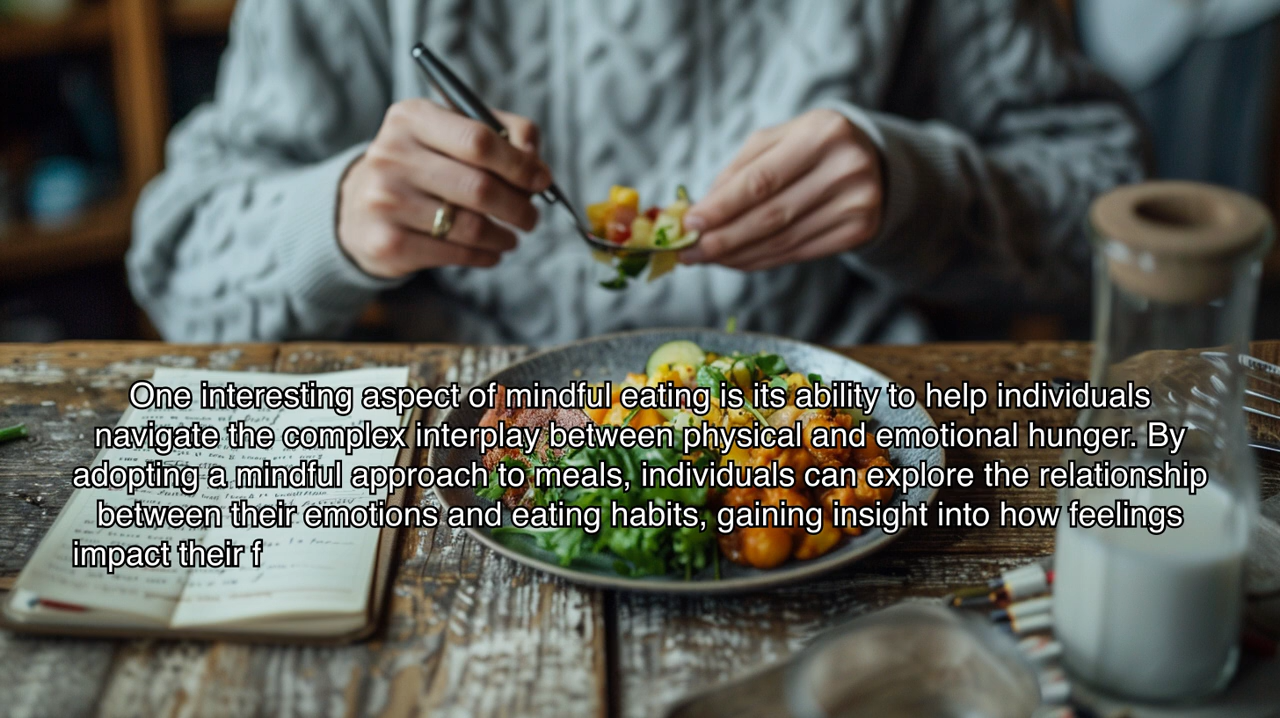 One interesting aspect of mindful eating is its ability to help individuals
navigate the complex interplay between physical and emotional hunger. By
adopting a mindful approach to meals, individuals can explore the relationship
between their emotions and eating habits, gaining insight into how feelings
impact their f